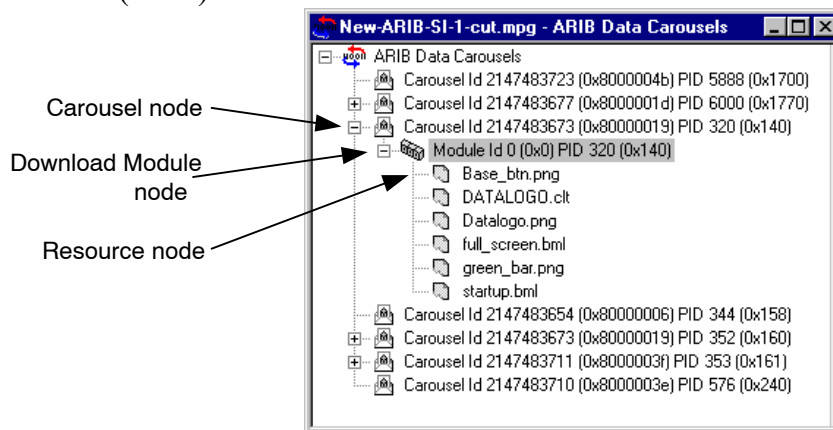 New-ARIB-SI-1-cut.mpg - ARIB Data Carousels
ARIB Data Carousels
Carousel Id 2147483723 (0x8000004b) PID 5888 (0x1700)
Carousel Id 2147483677 (0x8000001d) PID 6000 (0x1770)
Carousel node
Carousel Id 2147483673 (0x80000019) PID 320 (0x140)
Download Module
node
Module Id 0 (0x0) PID 320 (0x140)
Resource node
Base_btn.png
DATALOGO.clt
Datalogo.png
full_screen.bml
green_bar.png
startup.bml
Carousel Id 2147483654 (0x80000006) PID 344 (0x158)
Carousel Id 2147483673 (0x80000019) PID 352 (0x160)
Carousel Id 2147483711 (0x8000003f) PID 353 (0x161)
Carousel Id 2147483710 (0x8000003e) PID 576 (0x240)